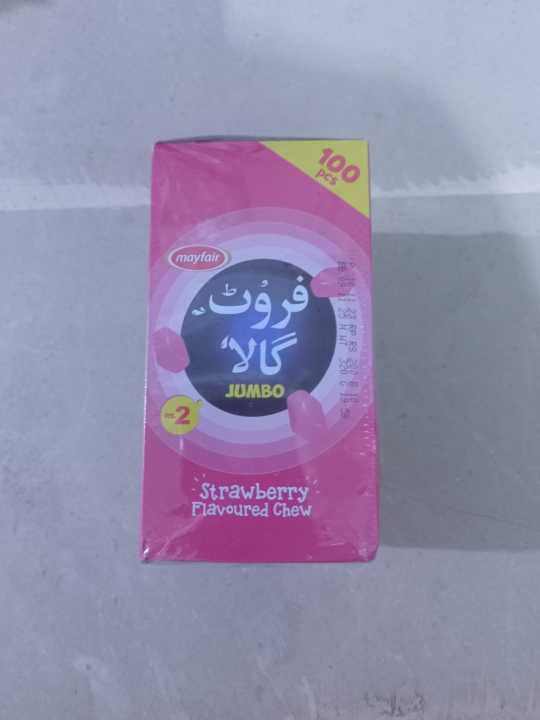 100
pcs
mayfair
فروٹ
گالا
JUMBO
Rs.2
Strawberry
Flavoured Chew